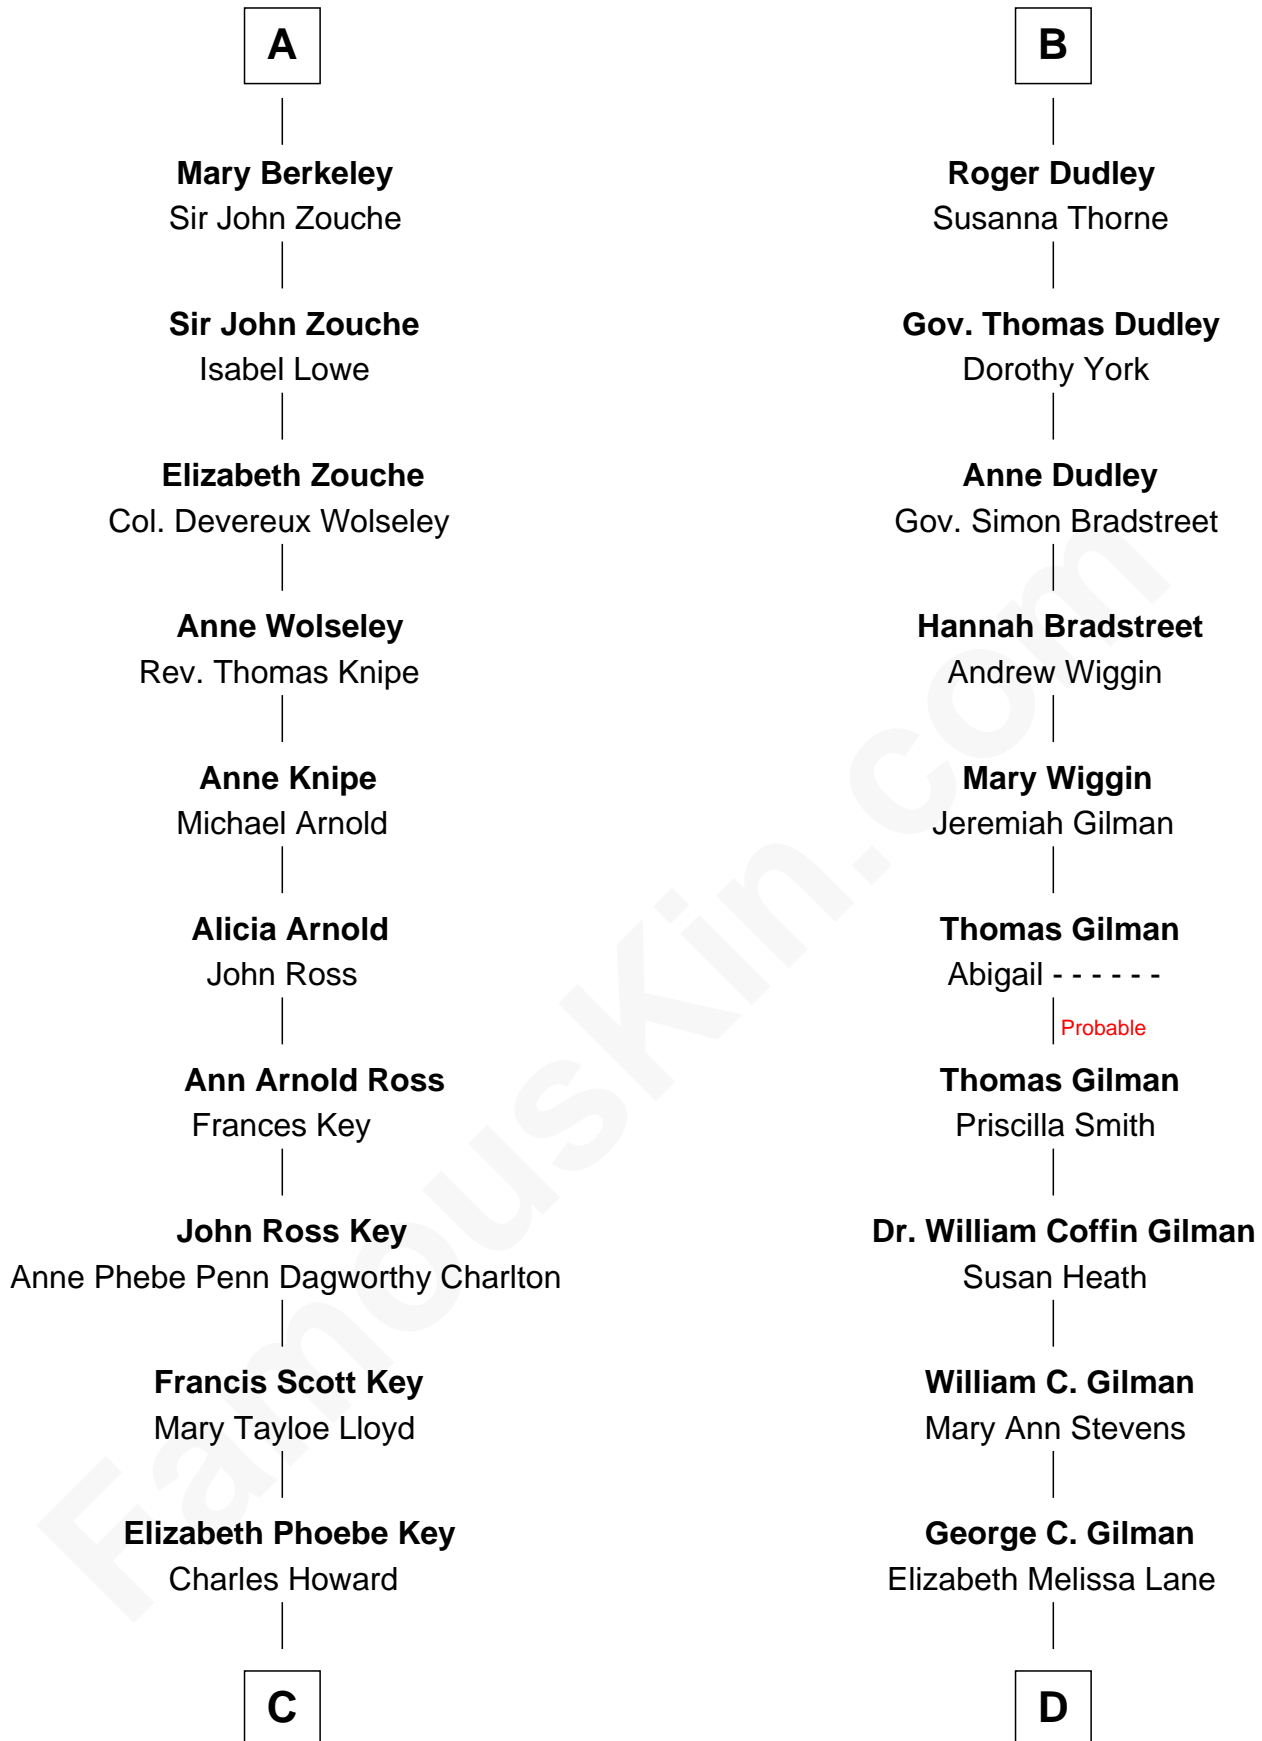 A
Mary Berkeley
Sir John Zouche
Sir John Zouche
Isabel Lowe
Elizabeth Zouche
Col. Devereux Wolseley
Anne Wolseley
Rev. Thomas Knipe
Anne Knipe
Michael Arnold
Alicia Arnold
John Ross
Ann Arnold Ross
Frances Key
John Ross Key
Anne Phebe Penn Dagworthy Charlton
Francis Scott Key
Mary Tayloe Lloyd
Elizabeth Phoebe Key
Charles Howard
C
B
Roger Dudley
Susanna Thorne
Gov. Thomas Dudley
Dorothy York
Anne Dudley
Gov. Simon Bradstreet
Hannah Bradstreet
Andrew Wiggin
Mary Wiggin
Jeremiah Gilman
Thomas Gilman
Abigail - - - - - -
Probable
Thomas Gilman
Priscilla Smith
Dr. William Coffin Gilman
Susan Heath
William C. Gilman
Mary Ann Stevens
George C. Gilman
Elizabeth Melissa Lane
D
FamousKin.com